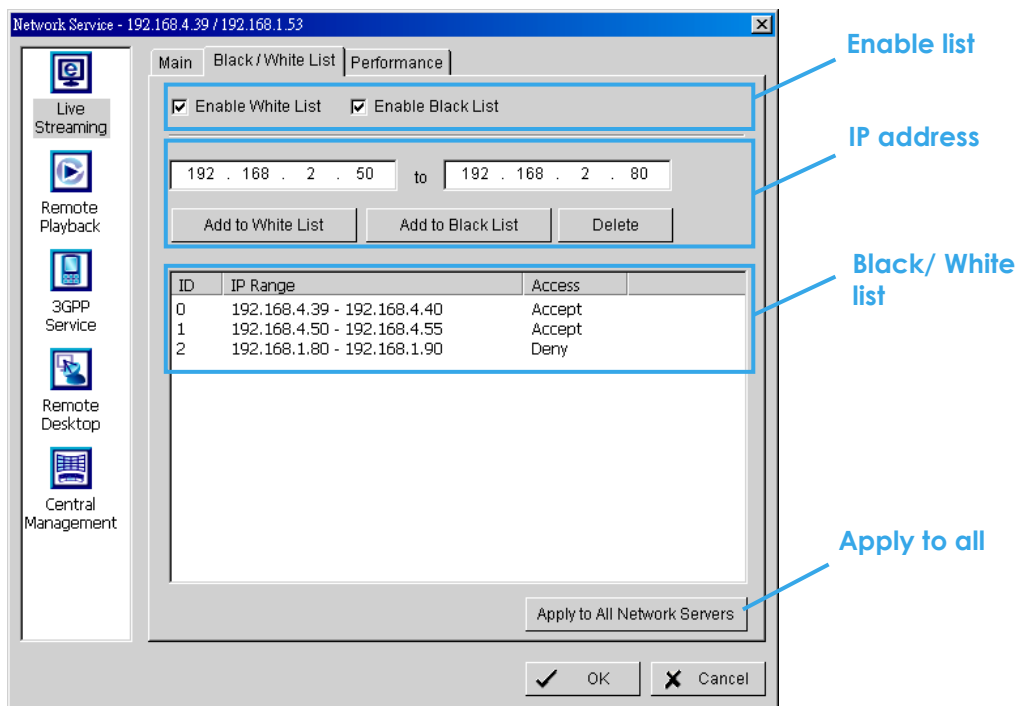 Network Service - 192.168.4.39 / 192.168.1.53
Live
Streaming
Remote
Playback
3GPP
Service
Remote
Desktop
Central
Management
Main Black / White List Performance
Enable White List Enable Black List
192 . 168 . 2 . 50 to 192 . 168 . 2 . 80
Add to White List Add to Black List Delete
ID IP Range Access
0 192.168.4.39 - 192.168.4.40 Accept
1 192.168.4.50 - 192.168.4.55 Accept
2 192.168.1.80 - 192.168.1.90 Deny
Apply to All Network Servers
OK Cancel
Enable list
IP address
Black/ White
list
Apply to all